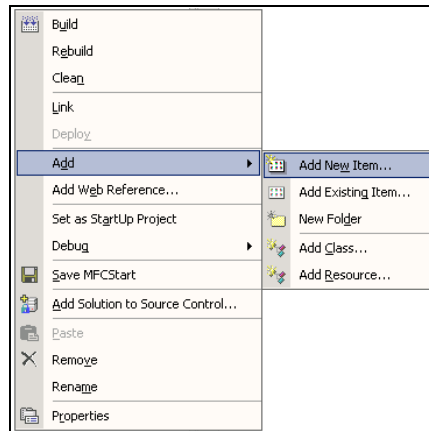 Build
Rebuild
Clean
Link
Deploy
Add
Add Web Reference...
Set as StartUp Project
Debug
Save MFCStart
Add Solution to Source Control...
Paste
Remove
Rename
Properties
Add New Item...
Add Existing Item...
New Folder
Add Class...
Add Resource...